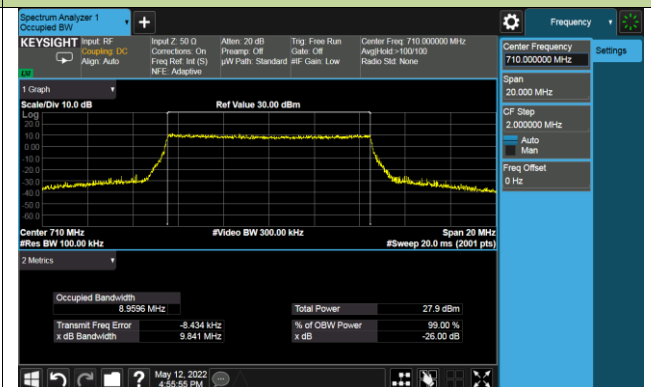 Spectrum Analyzer 1
Occupied BW
+
Frequency
KEYSIGHT
Input: RF
Coupling: DC
Align: Auto
Input Z: 50 Ω
Corrections: On
Freq Ref: Int (S)
NFE: Adaptive
Atten: 20 dB
Preamp: Off
µW Path: Standard
Trig: Free Run
Gate: Off
#IF Gain: Low
Center Freq: 710.000000 MHz
Avg|Hold:>100/100
Radio Std: None
Center Frequency
710.000000 MHz
Settings
Span
20.000 MHz
CF Step
2.000000 MHz
Auto
Man
Freq Offset
0 Hz
1 Graph
Scale/Div 10.0 dB
Ref Value 30.00 dBm
Log
20.0
10.0
0.00
-10.0
-20.0
-30.0
-40.0
-50.0
-60.0
Center 710 MHz
#Video BW 300.00 kHz
Span 20 MHz
#Res BW 100.00 kHz
#Sweep 20.0 ms (2001 pts)
2 Metrics
Occupied Bandwidth
8.9596 MHz
Total Power 27.9 dBm
Transmit Freq Error -8.434 kHz
% of OBW Power 99.00 %
x dB Bandwidth 9.841 MHz
x dB -26.00 dB
?
May 12, 2022
4:55:55 PM